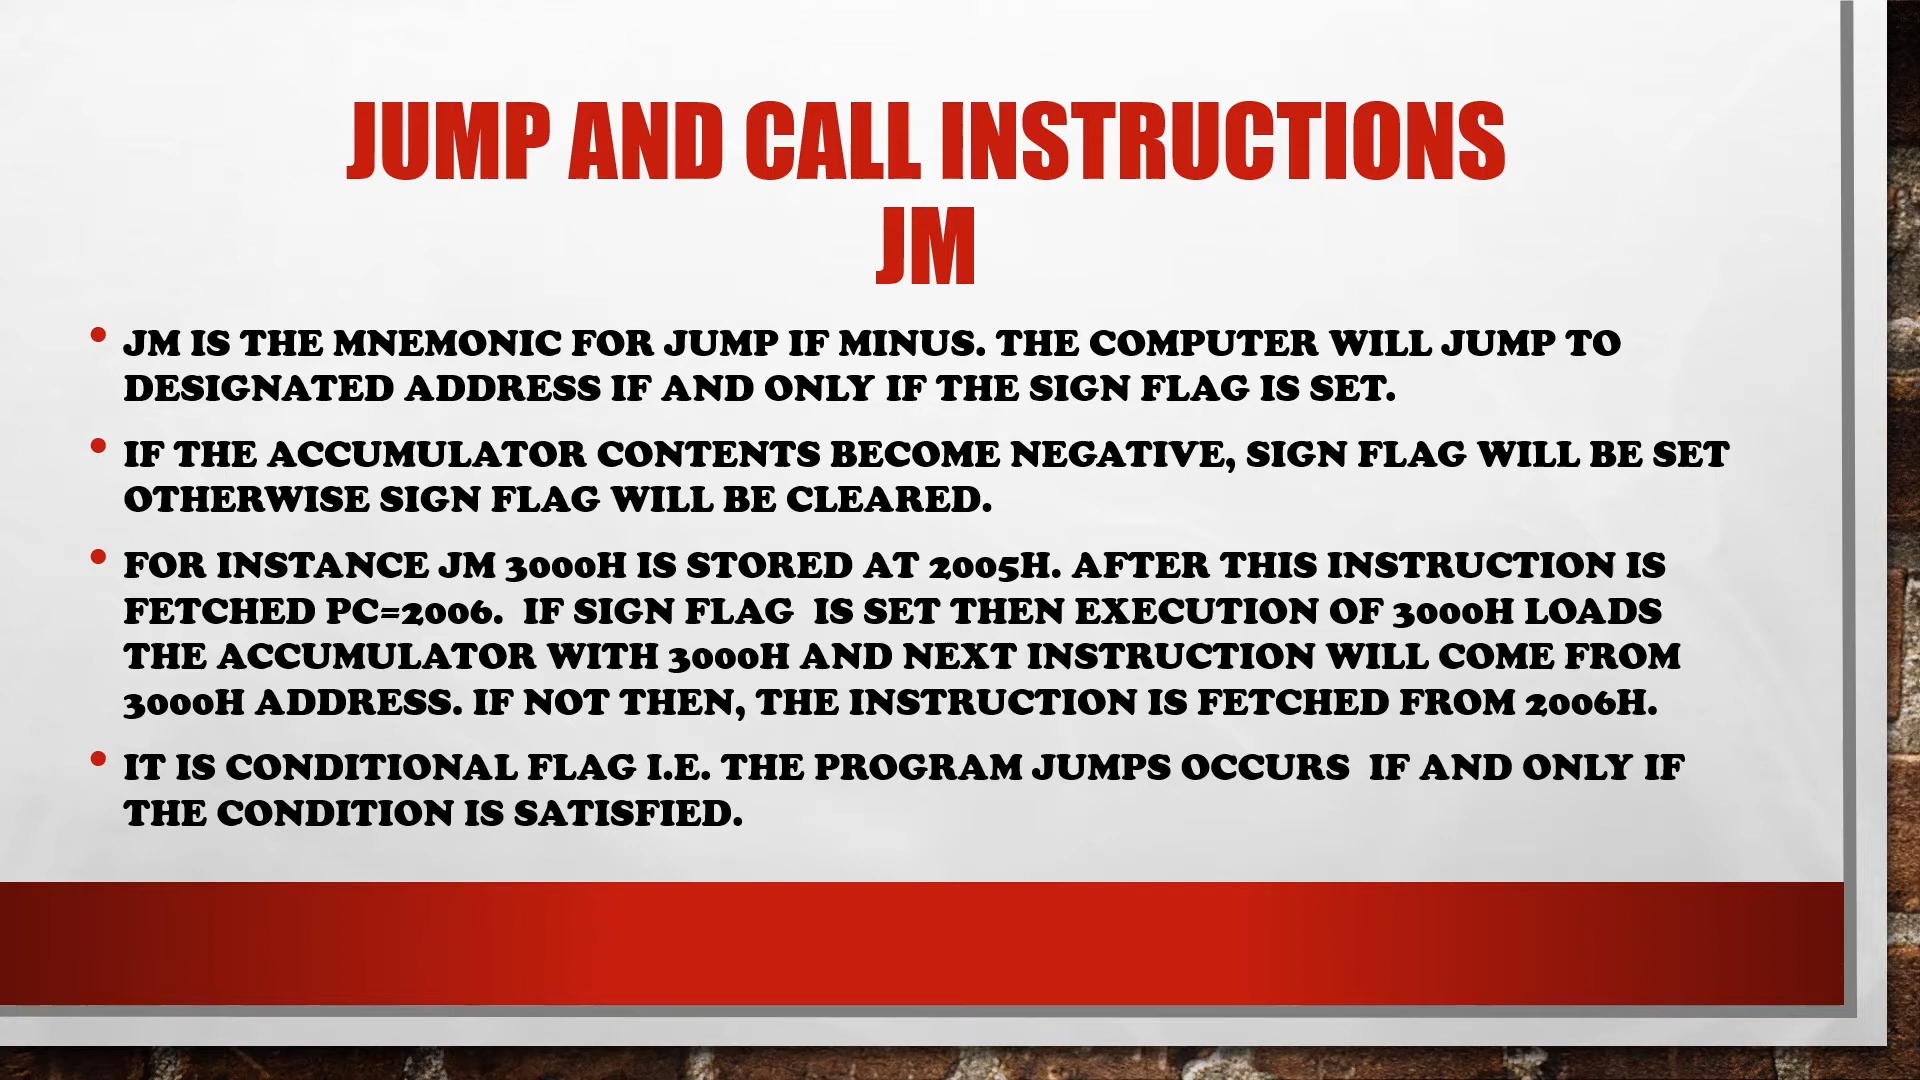 JUMP AND CALL INSTRUCTIONS
JM
• JM IS THE MNEMONIC FOR JUMP IF MINUS. THE COMPUTER WILL JUMP TO
DESIGNATED ADDRESS IF AND ONLY IF THE SIGN FLAG IS SET.
• IF THE ACCUMULATOR CONTENTS BECOME NEGATIVE, SIGN FLAG WILL BE SET
OTHERWISE SIGN FLAG WILL BE CLEARED.
• FOR INSTANCE JM 3000H IS STORED AT 2005H. AFTER THIS INSTRUCTION IS
FETCHED PC=2006. IF SIGN FLAG IS SET THEN EXECUTION OF 3000H LOADS
THE ACCUMULATOR WITH 3000H AND NEXT INSTRUCTION WILL COME FROM
3000H ADDRESS. IF NOT THEN, THE INSTRUCTION IS FETCHED FROM 2006H.
• IT IS CONDITIONAL FLAG I.E. THE PROGRAM JUMPS OCCURS IF AND ONLY IF
THE CONDITION IS SATISFIED.